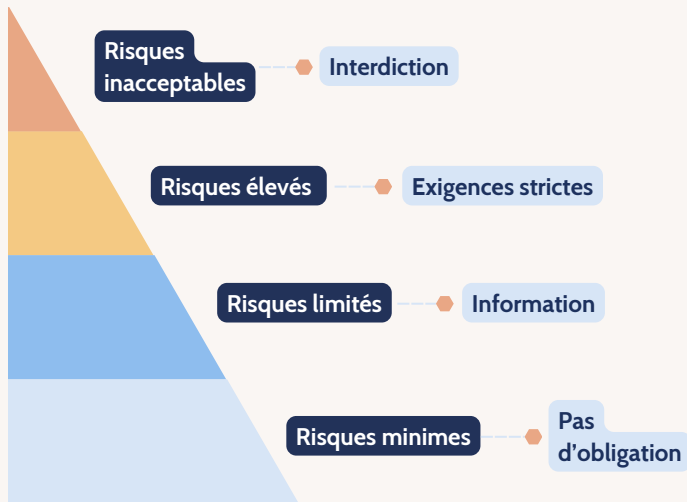 Risques
inacceptables
Interdiction
Risques élevés
Exigences strictes
Risques limités
Information
Risques minimes
Pas
d’obligation